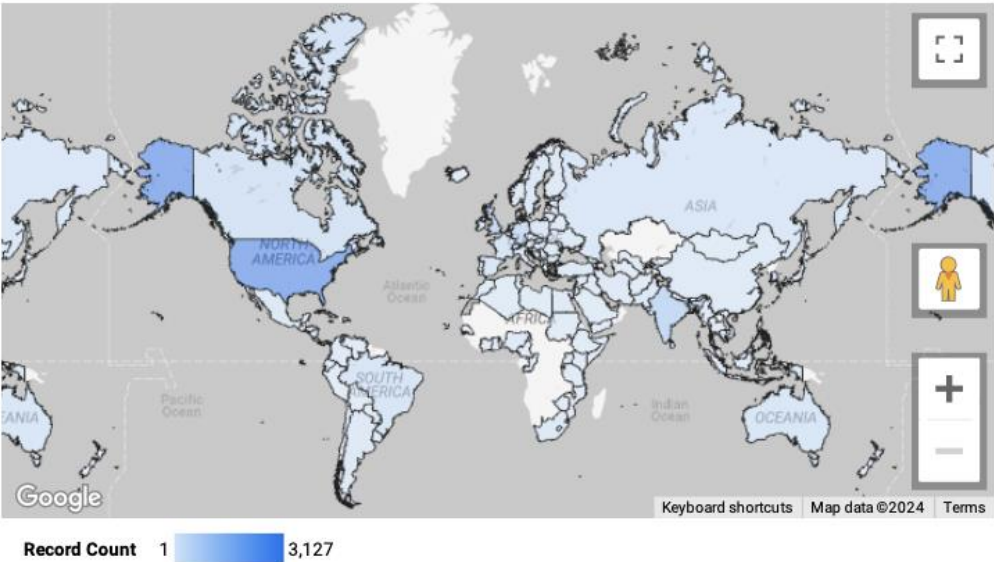 ASIA
NORTH
AMERICA
Atlantic
Ocean
AFRICA
SOUTH
AMERICA
Pacific
Ocean
Indian
Ocean
OCEANIA
EANIA
Google
Keyboard shortcuts
Map data ©2024
Terms
Record Count 1 3,127